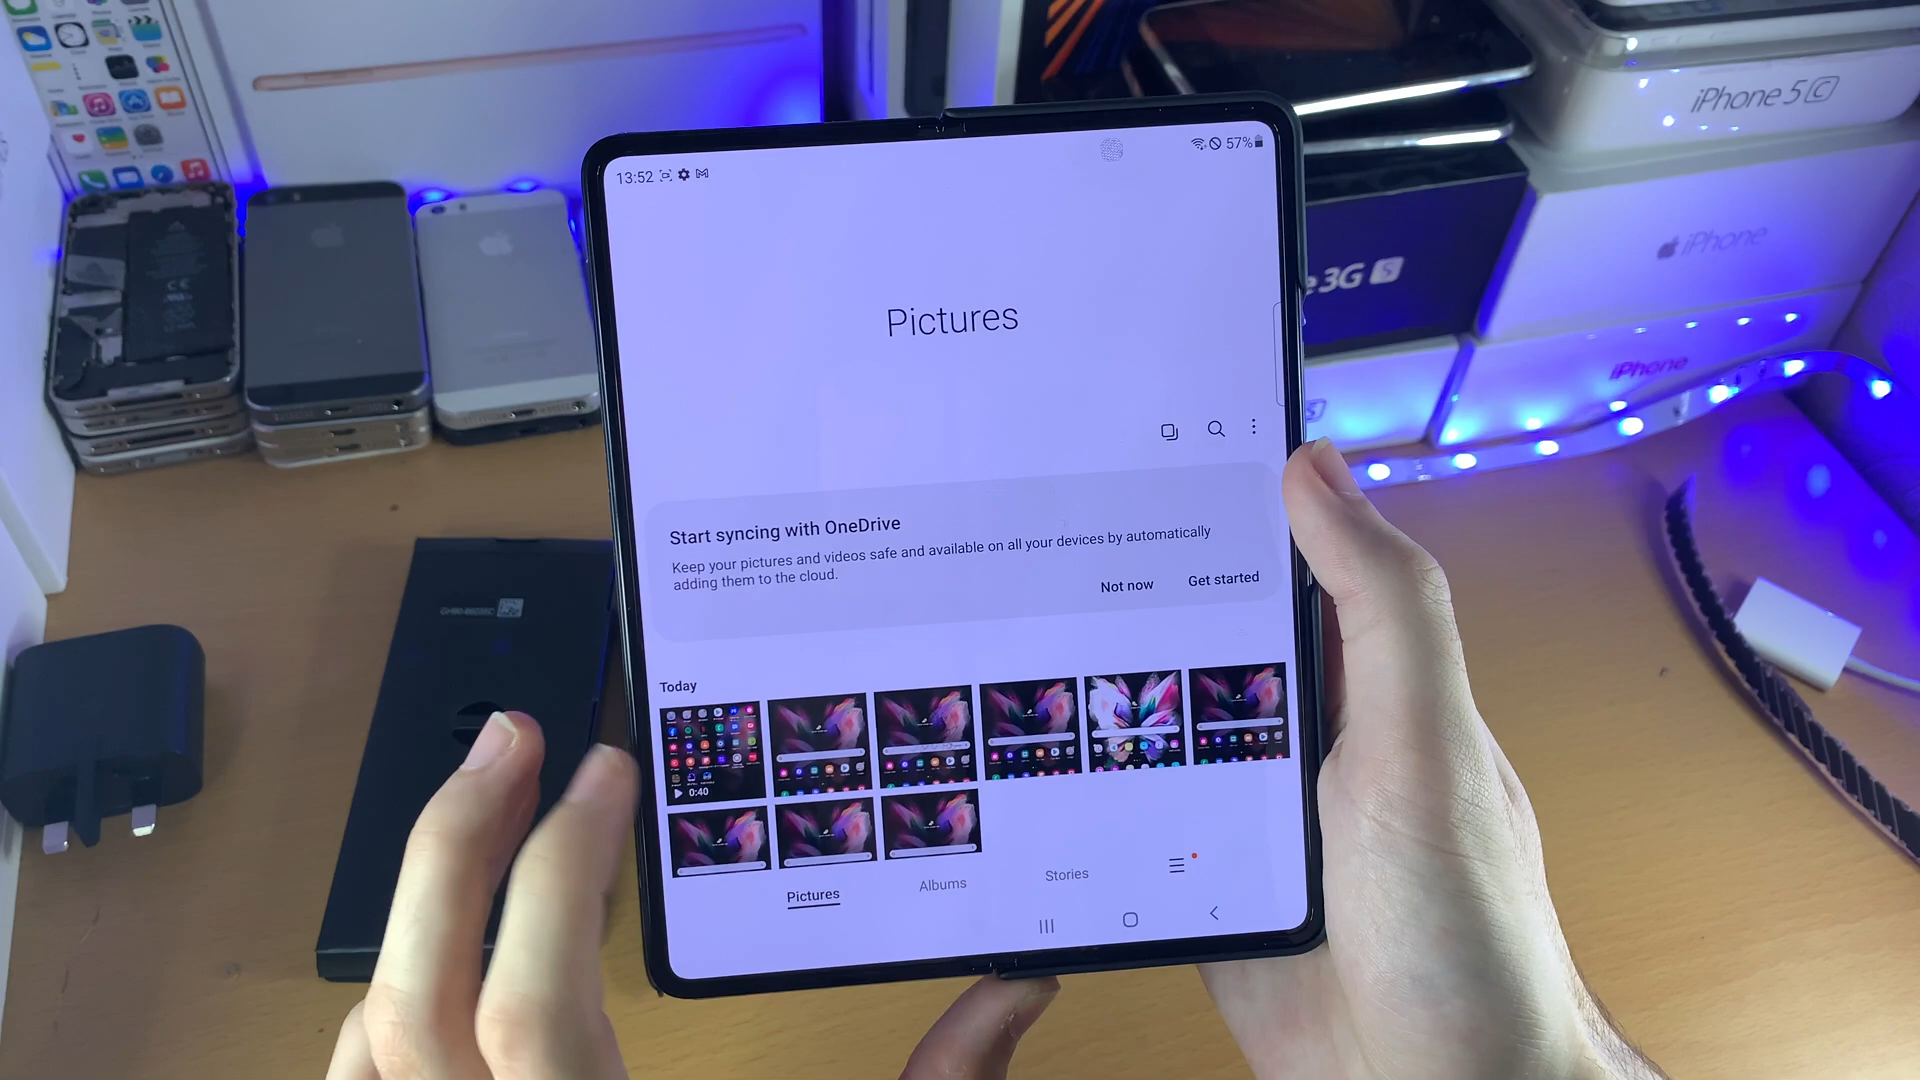 13:52
57%
Pictures
Start syncing with OneDrive
Keep your pictures and videos safe and available on all your devices by automatically
adding them to the cloud.
Not now
Get started
Today
0:40
Pictures
Albums
Stories
iPhone 5C
e 3G S
iPhone
iPhone
S